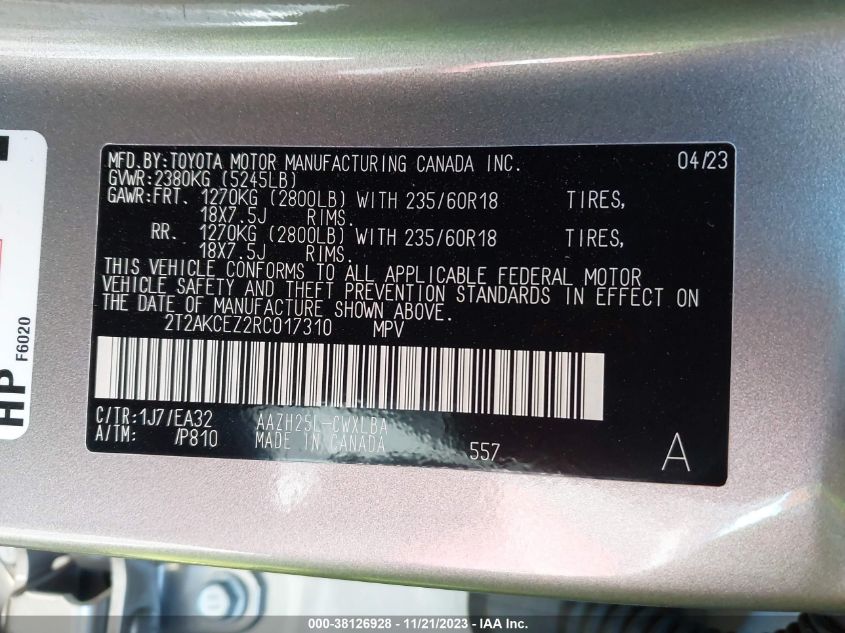 MFD.BY:TOYOTA MOTOR MANUFACTURING CANADA INC. 04/23
GVWR:2380KG (5245LB)
GAWR:FRT. 1270KG (2800LB) WITH 235/60R18 TIRES,
18X7.5J RIMS.
RR. 1270KG (2800LB) WITH 235/60R18 TIRES,
18X7.5J RIMS.
THIS VEHICLE CONFORMS TO ALL APPLICABLE FEDERAL MOTOR
VEHICLE SAFETY AND THEFT PREVENTION STANDARDS IN EFFECT ON
THE DATE OF MANUFACTURE SHOWN ABOVE.
2T2AKCEZ2RC017310 MPV
C/TR:1J7/EA32 AAZH25L-CWXLBA
A/TM: /P810 MADE IN CANADA 557 A
HP F6020
000-38126928 - 11/21/2023 - IAA Inc.